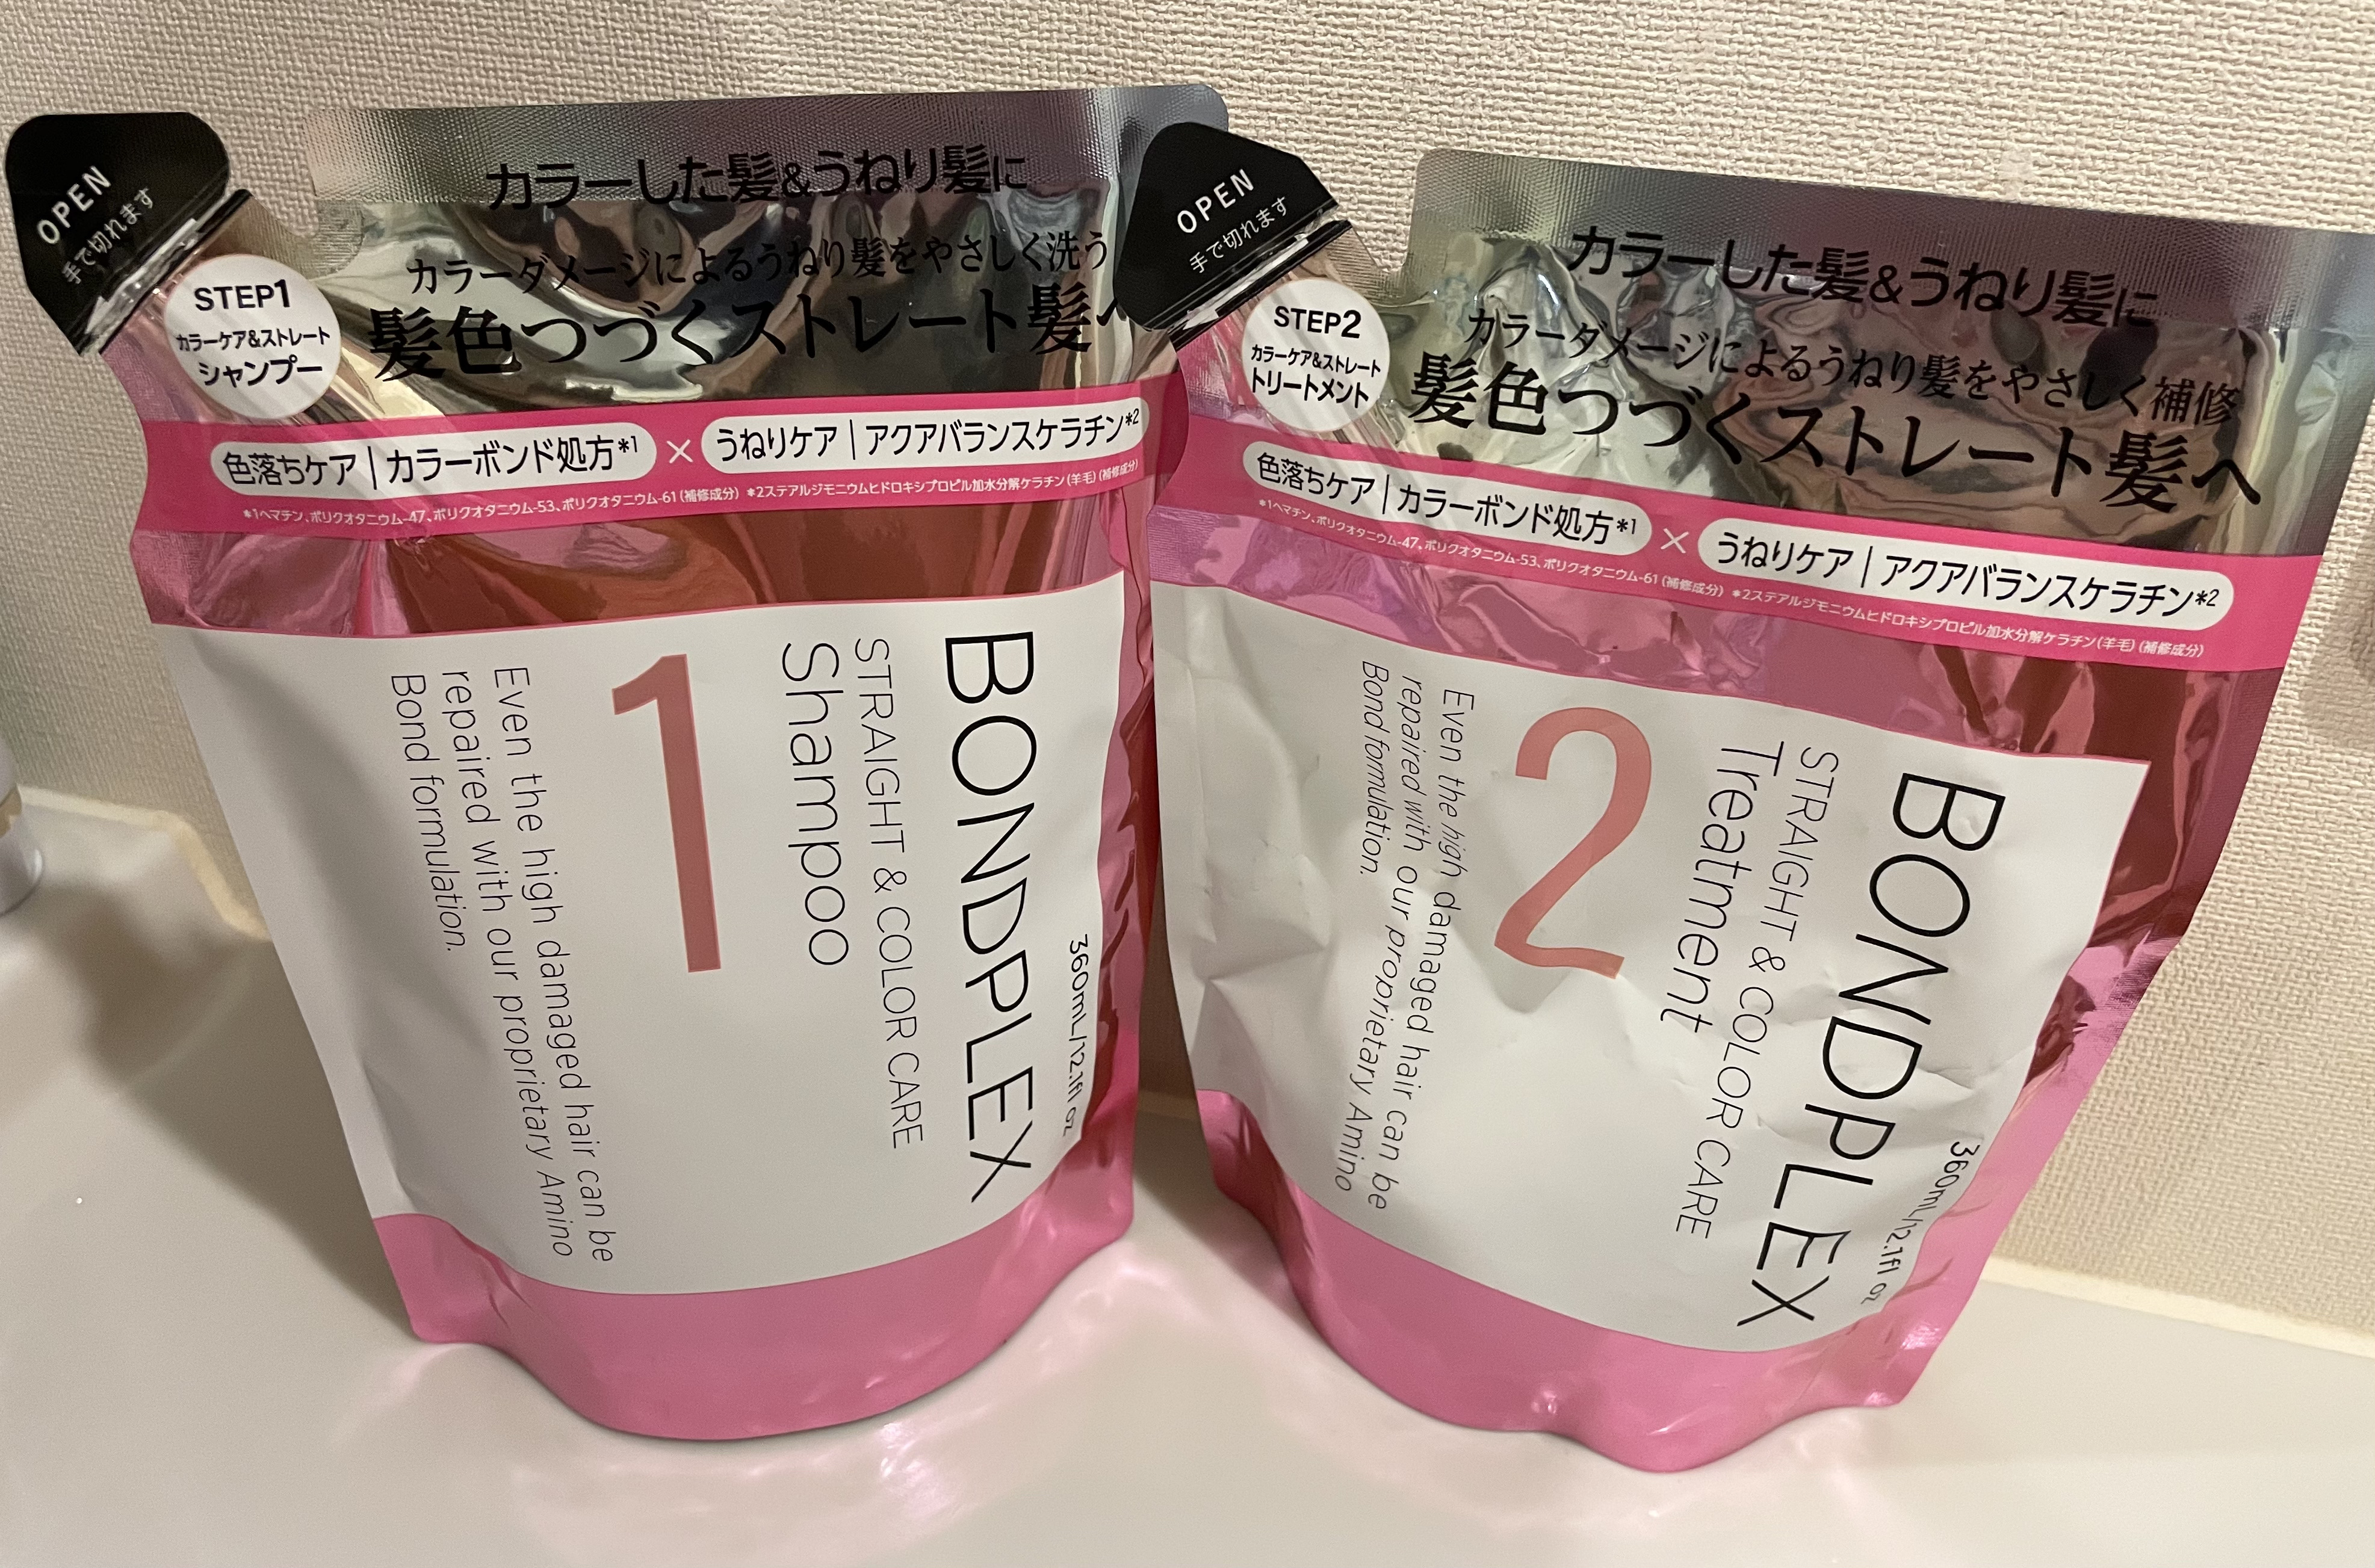 OPEN
手で切れます
カラーした髪&うねり髪に
カラーダメージによるうねり髪をやさしく洗う
髪色つづくストレート髪へ
STEP1
カラーケア&ストレート
シャンプー
色落ちケア|カラーボンド処方*1 × うねりケア|アクアバランスケラチン*2
*1ヘマチン、ポリクオタニウム-47、ポリクオタニウム-53、ポリクオタニウム-61(補修成分) *2ステアルジモニウムヒドロキシプロピル加水分解ケラチン(羊毛)(補修成分)
BONDPLEX
360mL/12.1fl oz
STRAIGHT & COLOR CARE
Shampoo
1
Even the high damaged hair can be
repaired with our proprietary Amino
Bond formulation.
OPEN
手で切れます
カラーした髪&うねり髪に
カラーダメージによるうねり髪をやさしく補修
髪色つづくストレート髪へ
STEP2
カラーケア&ストレート
トリートメント
色落ちケア|カラーボンド処方*1 × うねりケア|アクアバランスケラチン*2
*1ヘマチン、ポリクオタニウム-47、ポリクオタニウム-53、ポリクオタニウム-61(補修成分) *2ステアルジモニウムヒドロキシプロピル加水分解ケラチン(羊毛)(補修成分)
BONDPLEX
360mL/12.1fl oz
STRAIGHT & COLOR CARE
Treatment
2
Even the high damaged hair can be
repaired with our proprietary Amino
Bond formulation.